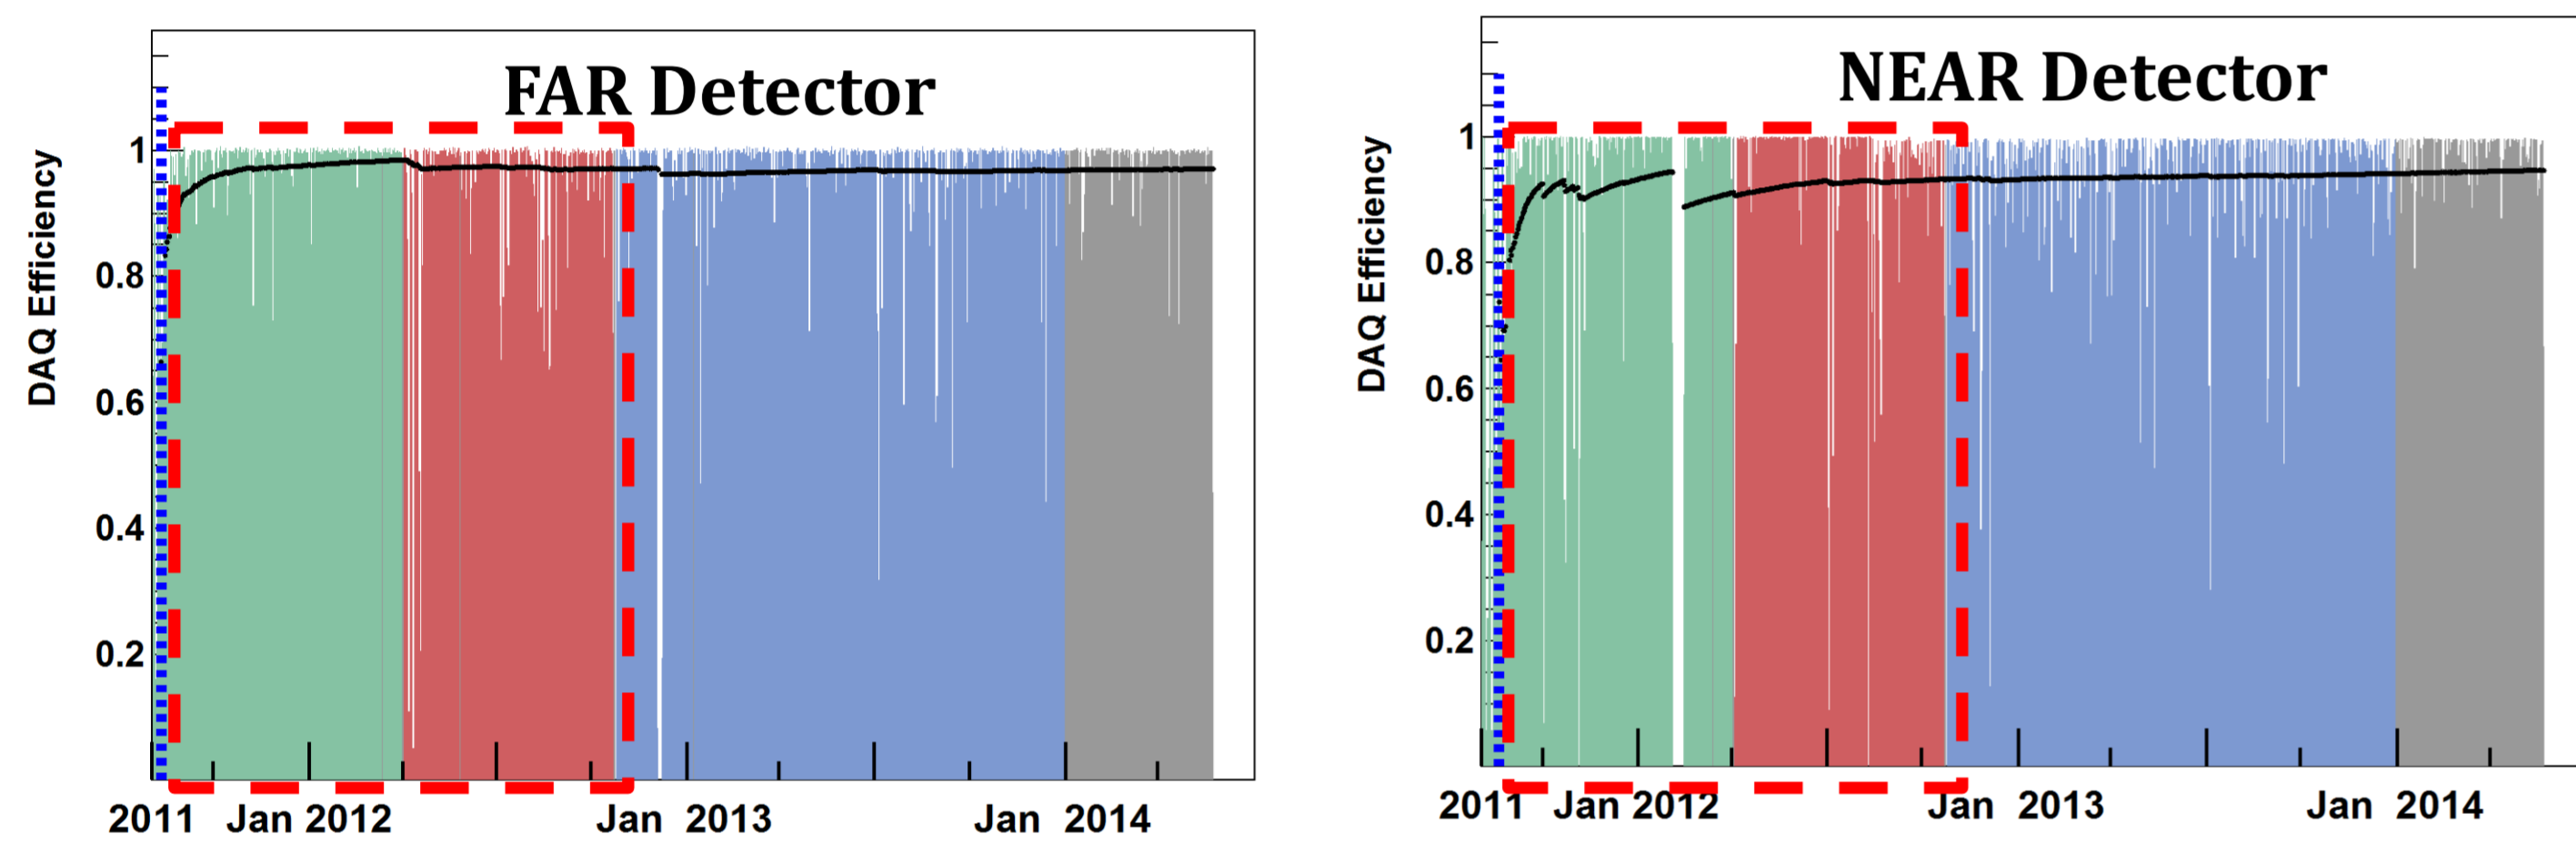 FAR Detector
DAQ Efficiency
1
0.8
0.6
0.4
0.2
2011 Jan 2012 Jan 2013 Jan 2014
NEAR Detector
DAQ Efficiency
1
0.8
0.6
0.4
0.2
2011 Jan 2012 Jan 2013 Jan 2014